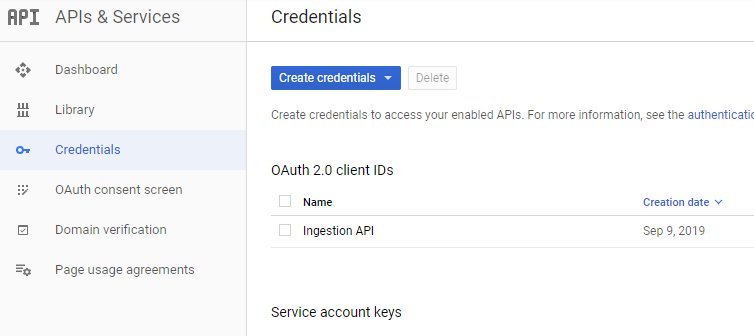 API APIs & Services
Credentials
Dashboard
Library
Credentials
OAuth consent screen
Domain verification
Page usage agreements
Create credentials
Delete
Create credentials to access your enabled APIs. For more information, see the authenticatio
OAuth 2.0 client IDs
Name Creation date
Ingestion API Sep 9, 2019
Service account keys